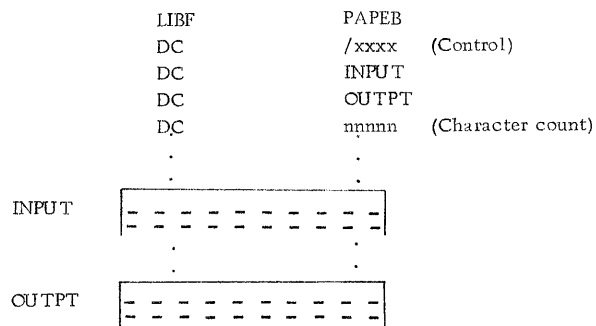 LIBF PAPEB
DC /xxxx (Control)
DC INPUT
DC OUTPT
DC nnnnn (Character count)
INPUT
OUTPT